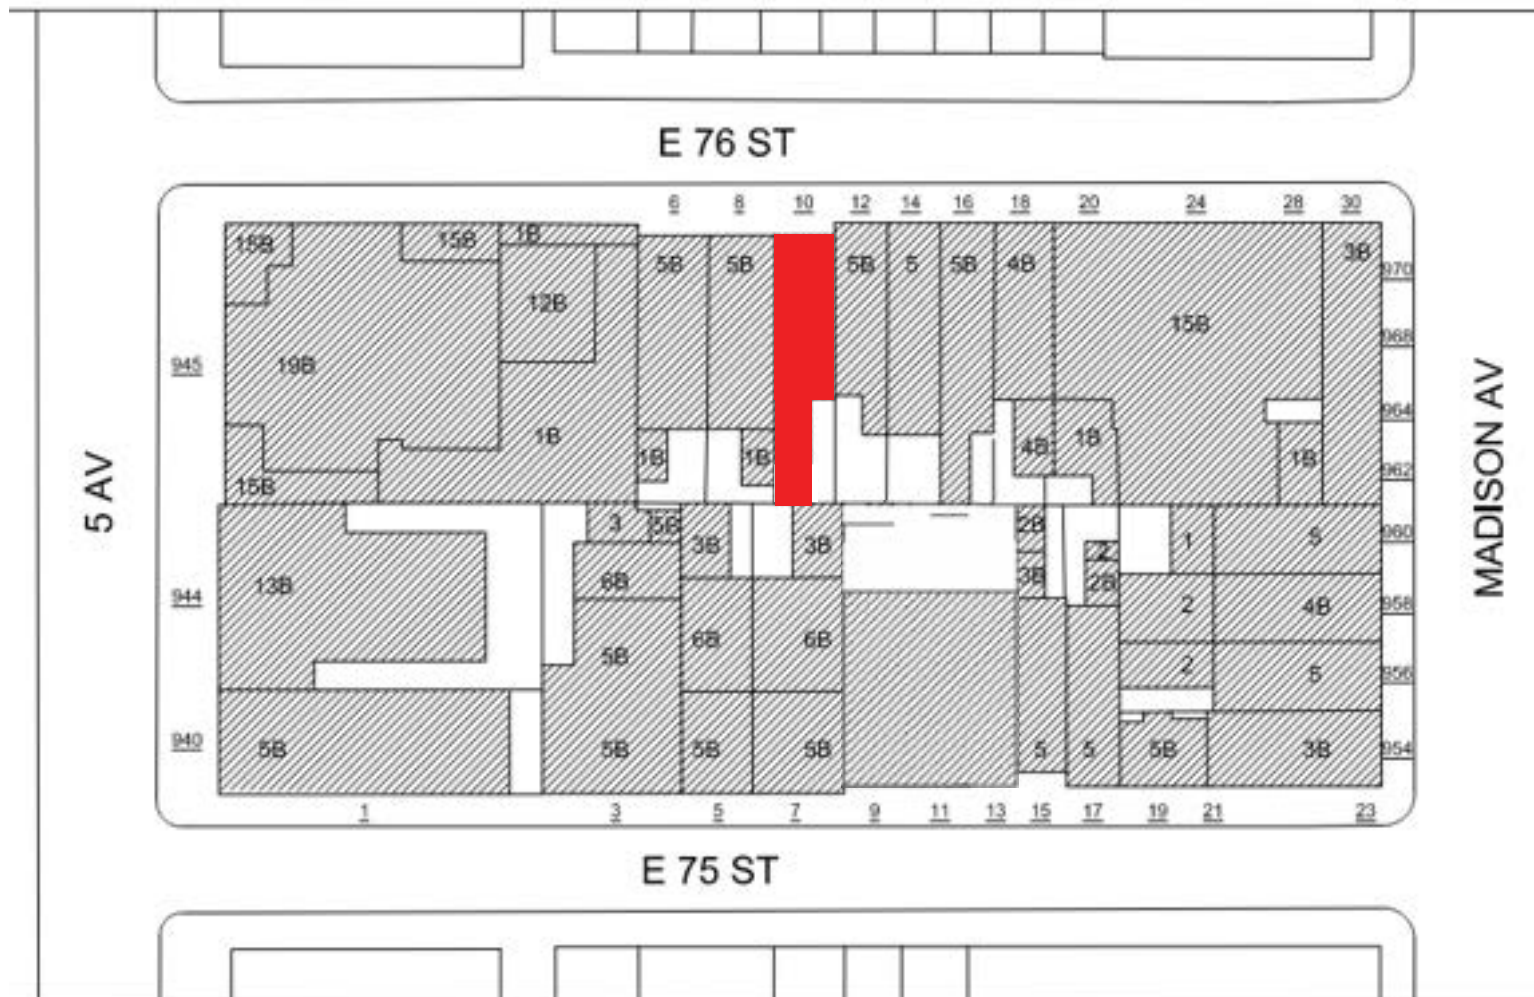 E 76 ST
6 8 10 12 14 16 18 20 24 28 30
15B 15B 1B 5B 5B 5B 5 5B 4B 3B
970
12B 15B
968
945 19B
964
1B 1B 1B 4B 1B 1B
962
15B
5 AV
MADISON AV
3 5B 3B 3B 2B 1 5 960
2
13B 6B 3B 2B
944 2 4B 958
6B 6B
5B 2 5 956
940 5B 5B 5B 5B 5 5 5B 3B 954
1 3 5 7 9 11 13 15 17 19 21 23
E 75 ST